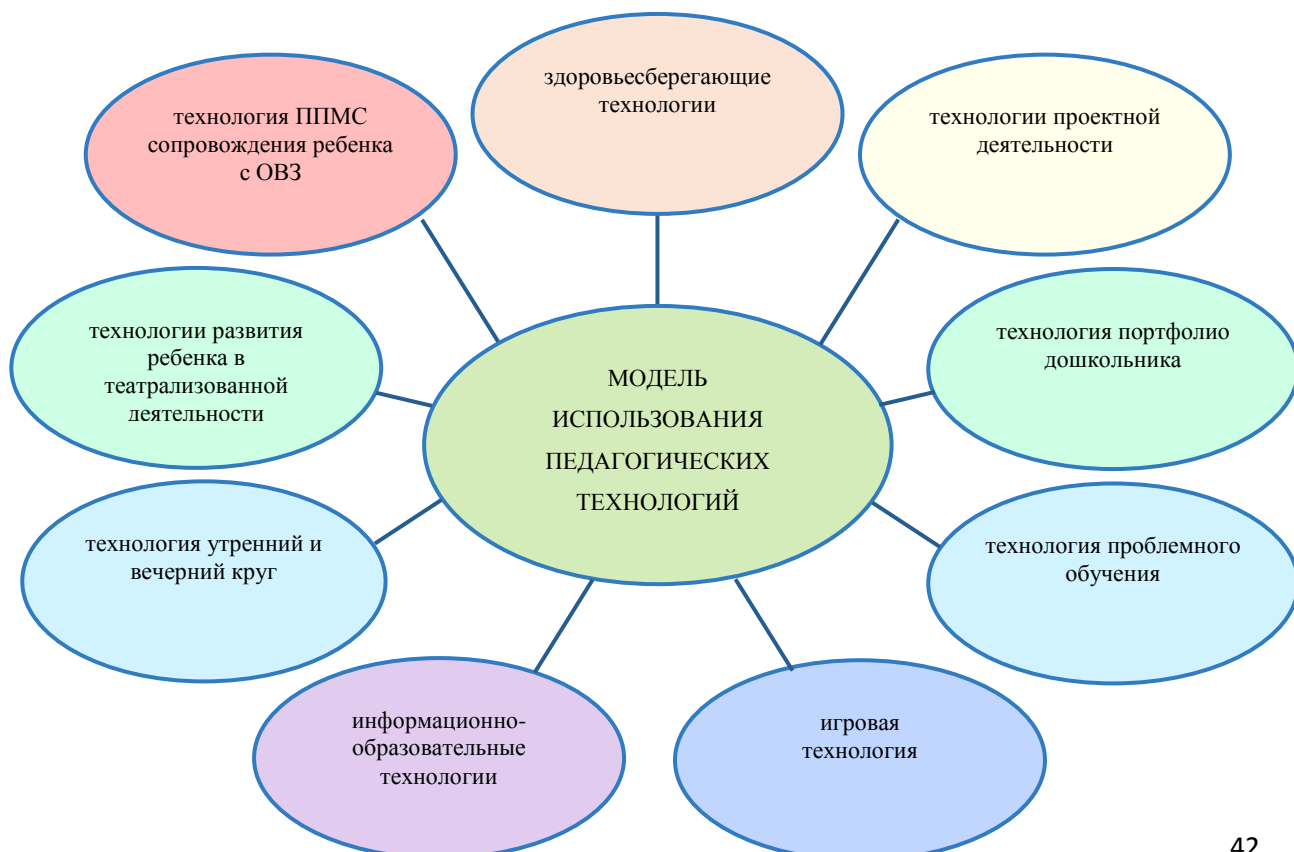 здоровьесберегающие
технологии
технология ППМС
сопровождения ребенка
с ОВЗ
технологии проектной
деятельности
технологии развития
ребенка в
театрализованной
деятельности
технология портфолио
дошкольника
МОДЕЛЬ
ИСПОЛЬЗОВАНИЯ
ПЕДАГОГИЧЕСКИХ
ТЕХНОЛОГИЙ
технология утренний и
вечерний круг
технология проблемного
обучения
информационно-
образовательные
технологии
игровая
технология
42